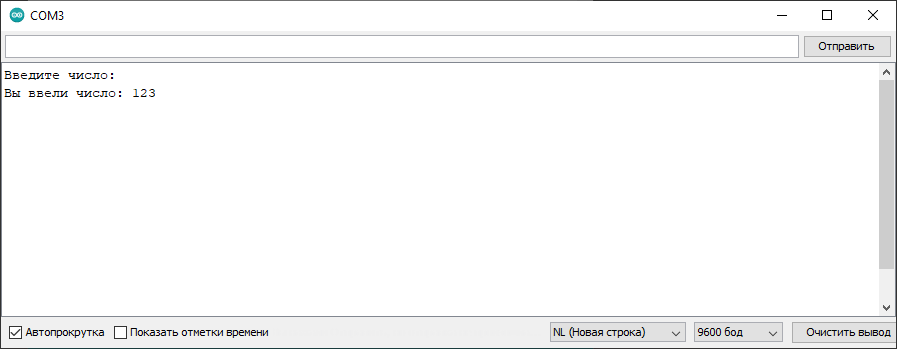 COM3
Отправить
Введите число:
Вы ввели число: 123
Автопрокрутка Показать отметки времени NL (Новая строка) 9600 бод Очистить вывод